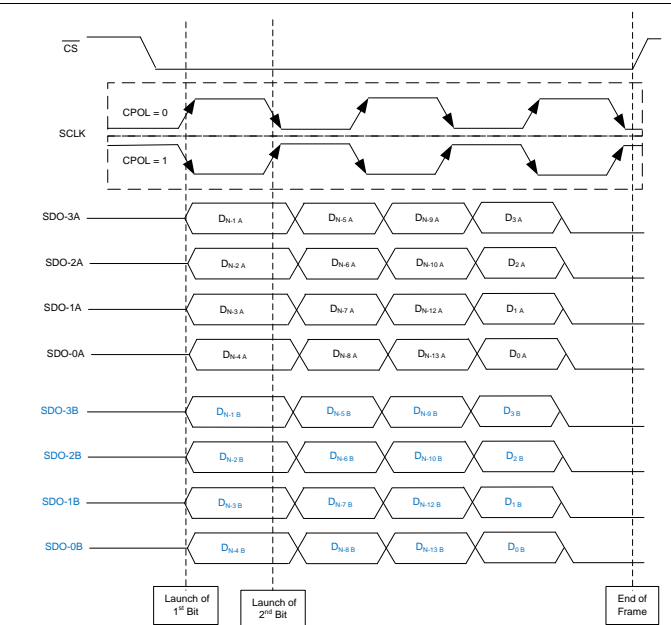 CS
CPOL = 0
SCLK
CPOL = 1
SDO-3A DN-1 A DN-5 A DN-9 A D3 A
SDO-2A DN-2 A DN-6 A DN-10 A D2 A
SDO-1A DN-3 A DN-7 A DN-12 A D1 A
SDO-0A DN-4 A DN-8 A DN-13 A D0 A
SDO-3B DN-1 B DN-5 B DN-9 B D3 B
SDO-2B DN-2 B DN-6 B DN-10 B D2 B
SDO-1B DN-3 B DN-7 B DN-12 B D1 B
SDO-0B DN-4 B DN-8 B DN-13 B D0 B
Launch of
1st Bit
Launch of
2nd Bit
End of
Frame